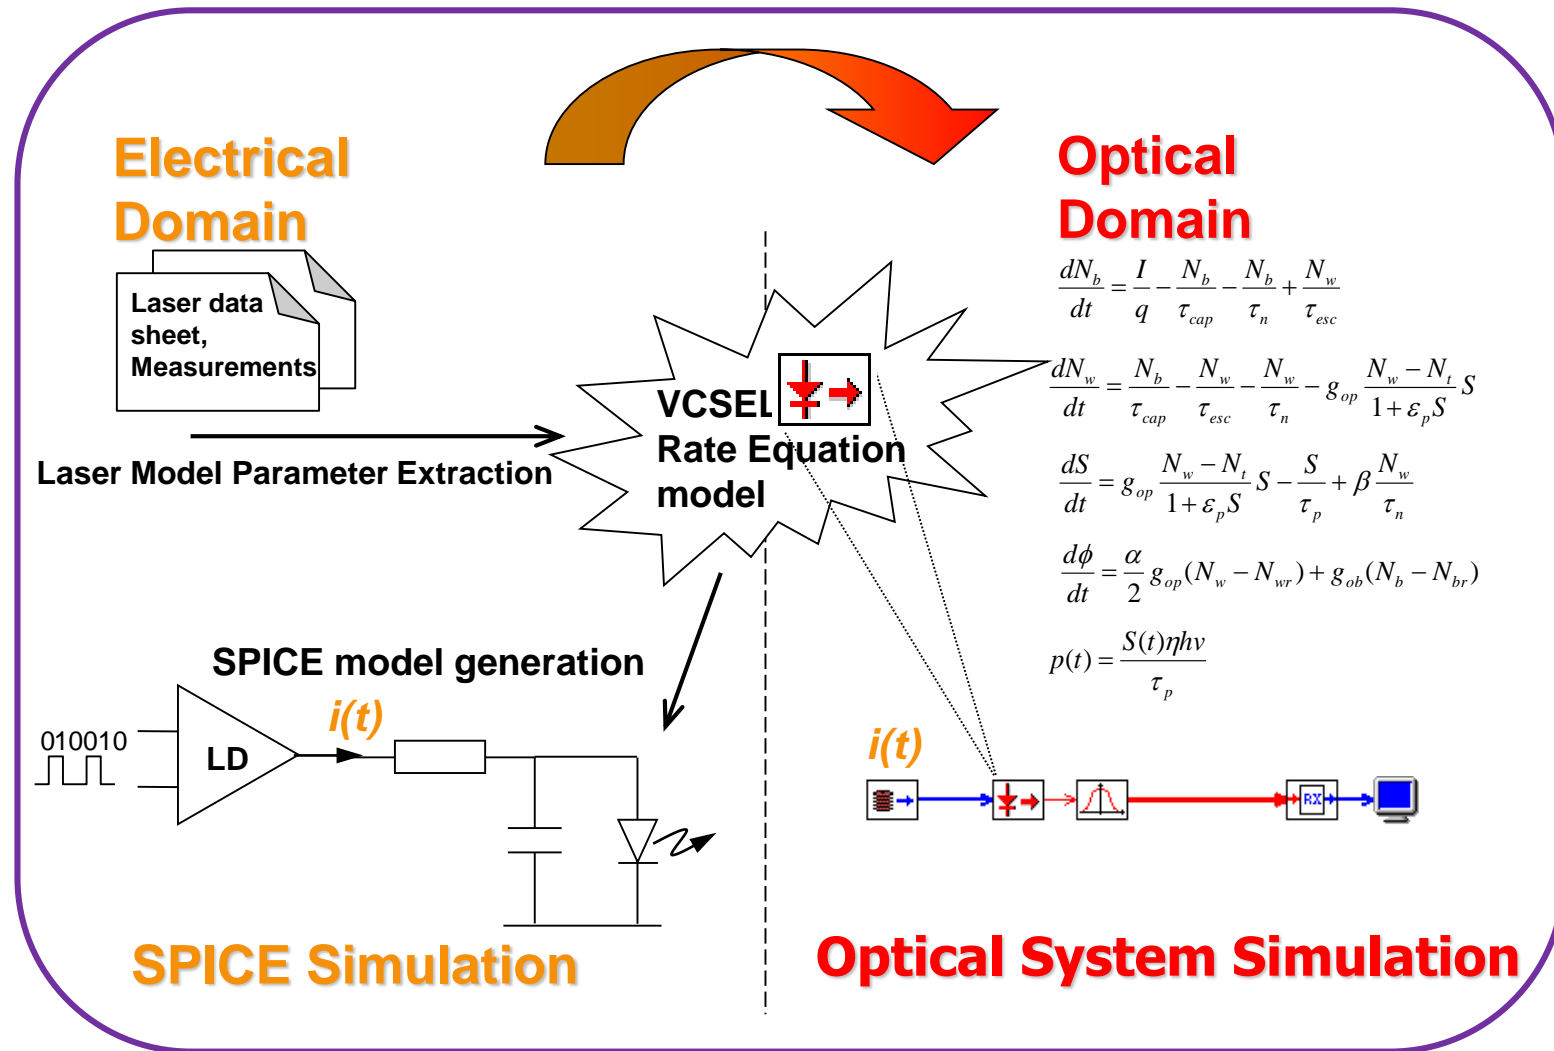 Electrical
Domain
Optical
Domain
Laser data
sheet,
Measurements
Laser Model Parameter Extraction
VCSEL
Rate Equation
model
dN_b/dt = I/q − N_b/τ_cap − N_b/τ_n + N_w/τ_esc
dN_w/dt = N_b/τ_cap − N_w/τ_esc − N_w/τ_n − g_op (N_w − N_t)/(1 + ε_p S) S
dS/dt = g_op (N_w − N_t)/(1 + ε_p S) S − S/τ_p + β N_w/τ_n
dϕ/dt = α/2 g_op (N_w − N_wr) + g_ob (N_b − N_br)
p(t) = S(t)ηhν/τ_p
SPICE model generation
i(t)
010010
LD
i(t)
RX
SPICE Simulation
Optical System Simulation